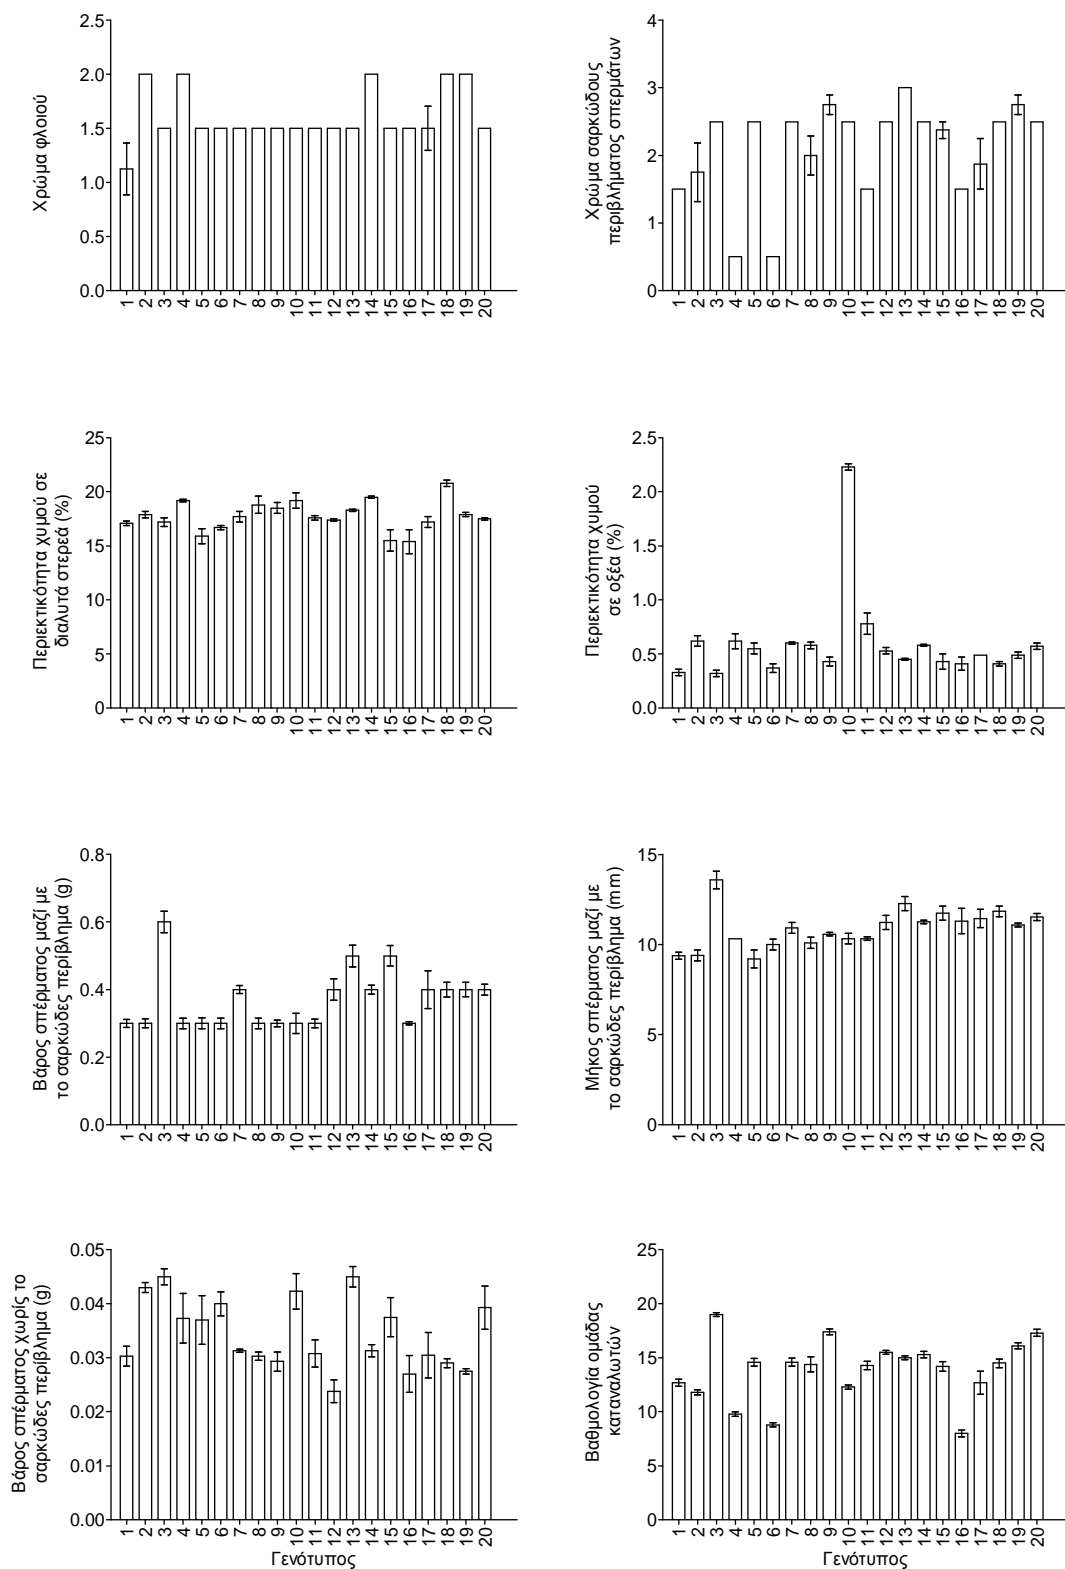 Χρώμα φλοιού
2.5
2.0
1.5
1.0
0.5
0.0
1 2 3 4 5 6 7 8 9 10 11 12 13 14 15 16 17 18 19 20
Χρώμα σαρκώδους
περιβλήματος σπερμάτων
4
3
2
1
0
1 2 3 4 5 6 7 8 9 10 11 12 13 14 15 16 17 18 19 20
Περιεκτικότητα χυμού σε
διαλυτά στερεά (%)
25
20
15
10
5
0
1 2 3 4 5 6 7 8 9 10 11 12 13 14 15 16 17 18 19 20
Περιεκτικότητα χυμού
σε οξέα (%)
2.5
2.0
1.5
1.0
0.5
0.0
1 2 3 4 5 6 7 8 9 10 11 12 13 14 15 16 17 18 19 20
Βάρος σπέρματος μαζί με
το σαρκώδες περίβλημα (g)
0.8
0.6
0.4
0.2
0.0
1 2 3 4 5 6 7 8 9 10 11 12 13 14 15 16 17 18 19 20
Μήκος σπέρματος μαζί με
το σαρκώδες περίβλημα (mm)
15
10
5
0
1 2 3 4 5 6 7 8 9 10 11 12 13 14 15 16 17 18 19 20
Βάρος σπέρματος χωρίς το
σαρκώδες περίβλημα (g)
0.05
0.04
0.03
0.02
0.01
0.00
1 2 3 4 5 6 7 8 9 10 11 12 13 14 15 16 17 18 19 20
Γενότυπος
Βαθμολογία ομάδας
καταναλωτών
25
20
15
10
5
0
1 2 3 4 5 6 7 8 9 10 11 12 13 14 15 16 17 18 19 20
Γενότυπος